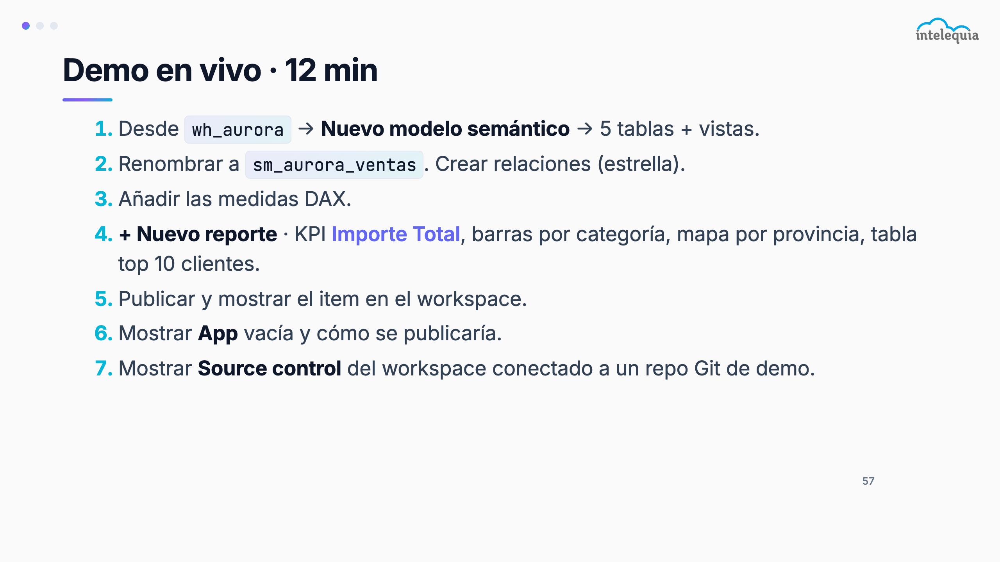 intelequia
Demo en vivo · 12 min
1. Desde wh_aurora → Nuevo modelo semántico → 5 tablas + vistas.
2. Renombrar a sm_aurora_ventas. Crear relaciones (estrella).
3. Añadir las medidas DAX.
4. + Nuevo reporte · KPI Importe Total, barras por categoría, mapa por provincia, tabla
top 10 clientes.
5. Publicar y mostrar el item en el workspace.
6. Mostrar App vacía y cómo se publicaría.
7. Mostrar Source control del workspace conectado a un repo Git de demo.
57